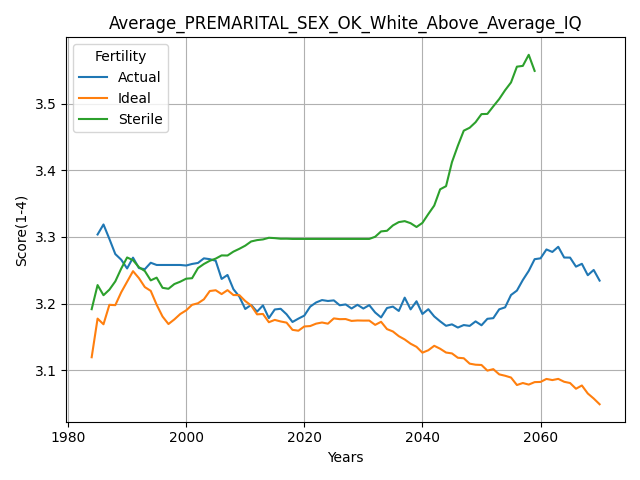 Average_PREMARITAL_SEX_OK_White_Above_Average_IQ
Fertility
Actual
Ideal
Sterile
Score(1-4)
3.5
3.4
3.3
3.2
3.1
1980 2000 2020 2040 2060
Years